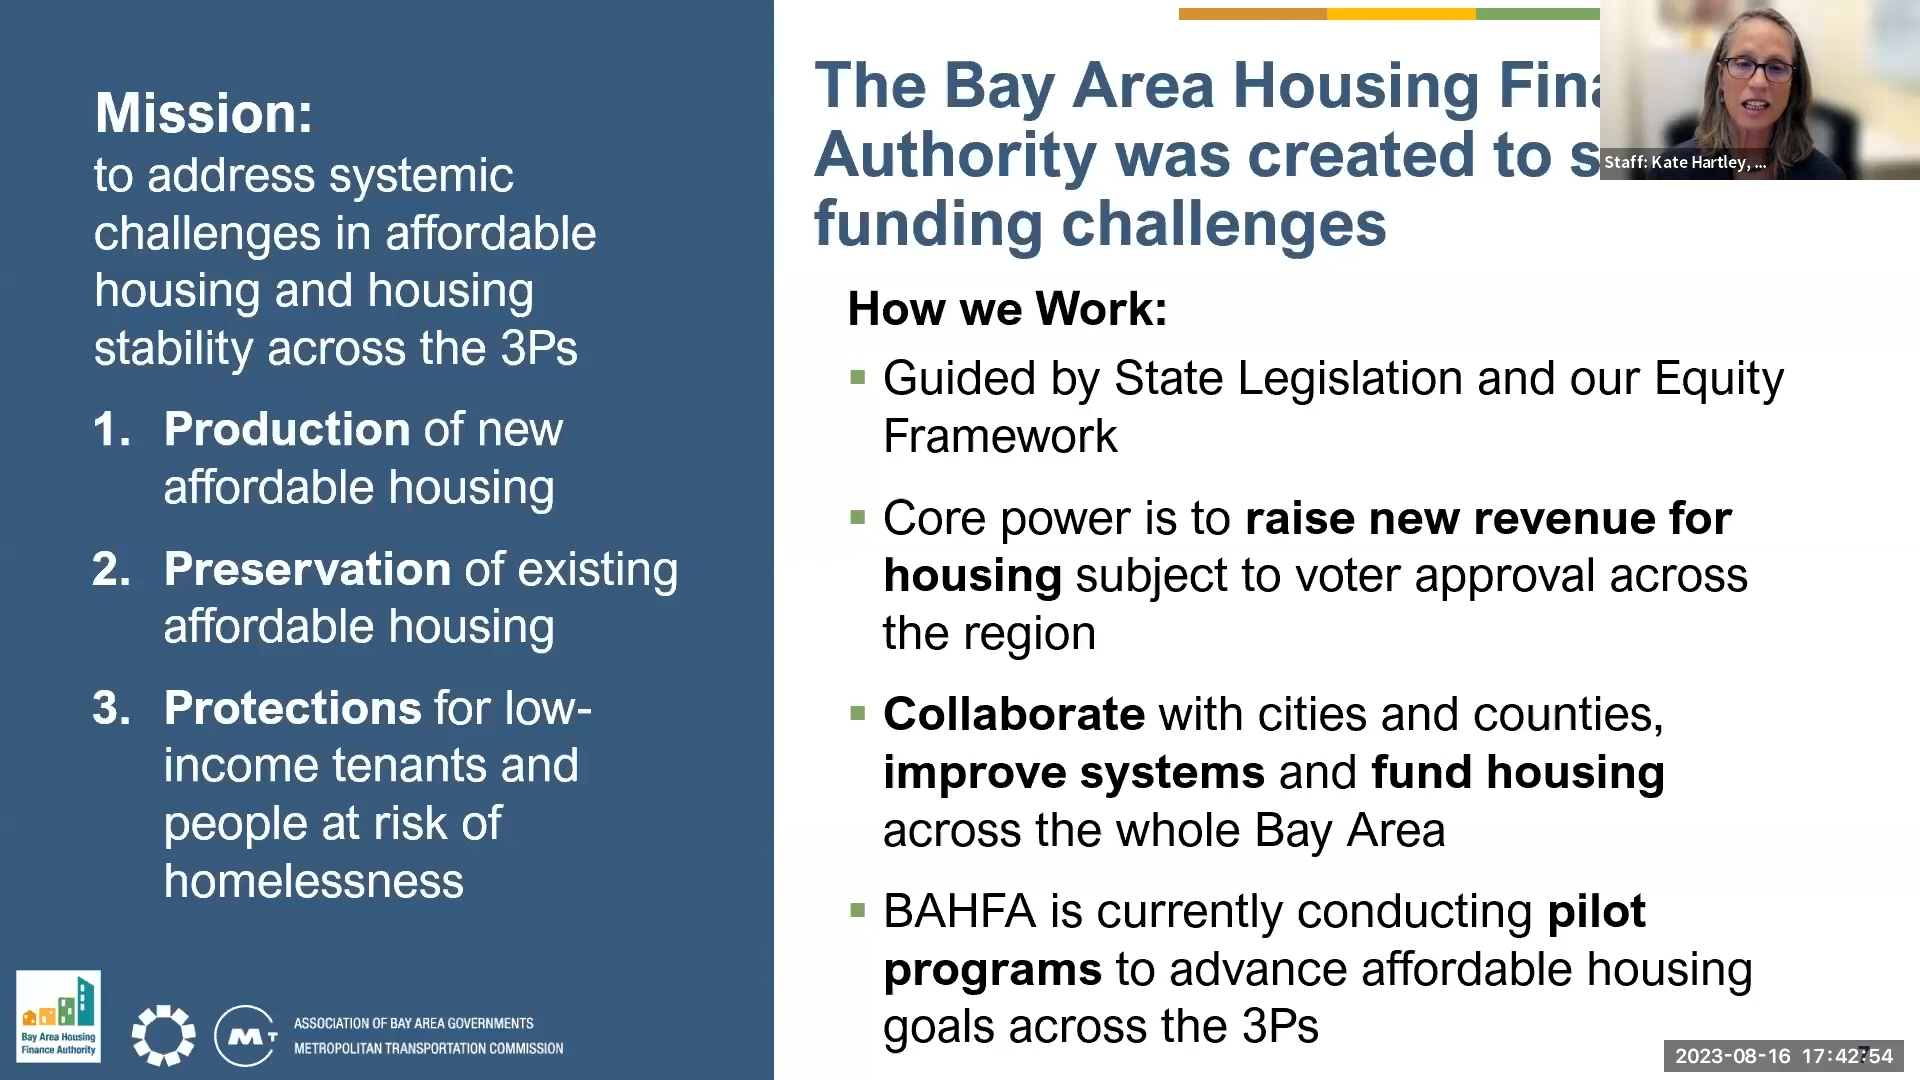 Mission:
to address systemic
challenges in affordable
housing and housing
stability across the 3Ps
1. Production of new
affordable housing
2. Preservation of existing
affordable housing
3. Protections for low-
income tenants and
people at risk of
homelessness
Bay Area Housing
Finance Authority
M T
ASSOCIATION OF BAY AREA GOVERNMENTS
METROPOLITAN TRANSPORTATION COMMISSION
The Bay Area Housing
Authority was created to
funding challenges
How we Work:
Guided by State Legislation and our Equity
Framework
Core power is to raise new revenue for
housing subject to voter approval across
the region
Collaborate with cities and counties,
improve systems and fund housing
across the whole Bay Area
BAHFA is currently conducting pilot
programs to advance affordable housing
goals across the 3Ps
Staff: Kate Hartley, ...
2023-08-16 17:42:54